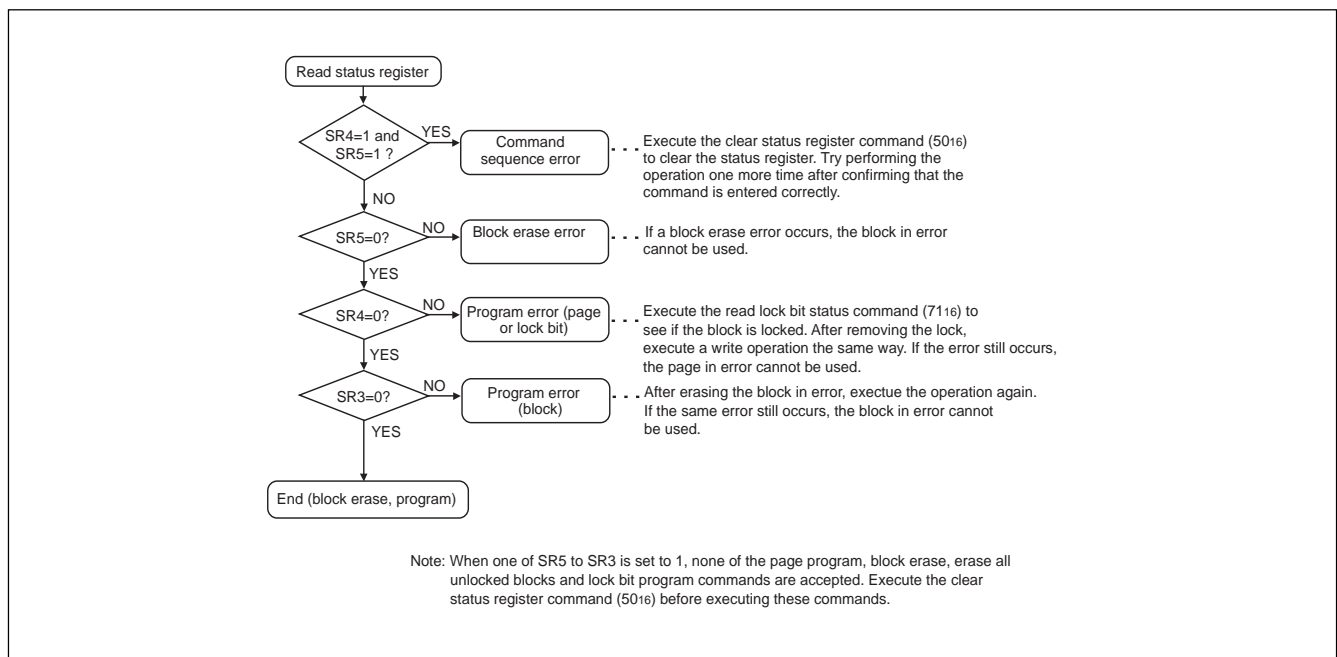 Read status register
SR4=1 and
SR5=1 ?
YES
Command
sequence error
Execute the clear status register command (5016)
to clear the status register. Try performing the
operation one more time after confirming that the
command is entered correctly.
NO
SR5=0?
NO
Block erase error
If a block erase error occurs, the block in error
cannot be used.
YES
SR4=0?
NO
Program error (page
or lock bit)
Execute the read lock bit status command (7116) to
see if the block is locked. After removing the lock,
execute a write operation the same way. If the error still occurs,
the page in error cannot be used.
YES
SR3=0?
NO
Program error
(block)
After erasing the block in error, exectue the operation again.
If the same error still occurs, the block in error cannot
be used.
YES
End (block erase, program)
Note: When one of SR5 to SR3 is set to 1, none of the page program, block erase, erase all
unlocked blocks and lock bit program commands are accepted. Execute the clear
status register command (5016) before executing these commands.